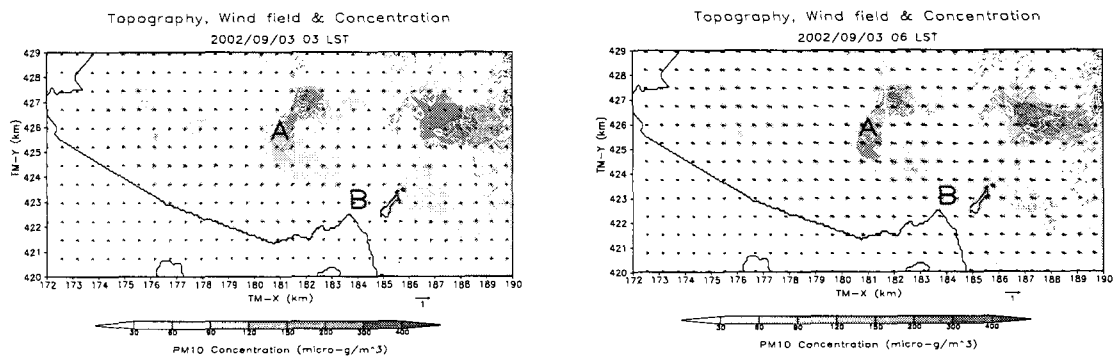 Topography, Wind field & Concentration
2002/09/03 03 LST
TM-Y (km)
429
428
427
426
425
424
423
422
421
420
A
B
172 173 174 175 176 177 178 179 180 181 182 183 184 185 186 187 188 189 190
TM-X (km)
1
30 60 90 150 200 300 400
PM10 Concentration (micro-g/m^3)
Topography, Wind field & Concentration
2002/09/03 06 LST
TM-Y (km)
429
428
427
426
425
424
423
422
421
420
A
B
172 173 174 175 176 177 178 179 180 181 182 183 184 185 186 187 188 189 190
TM-X (km)
1
30 60 90 150 200 300 400
PM10 Concentration (micro-g/m^3)